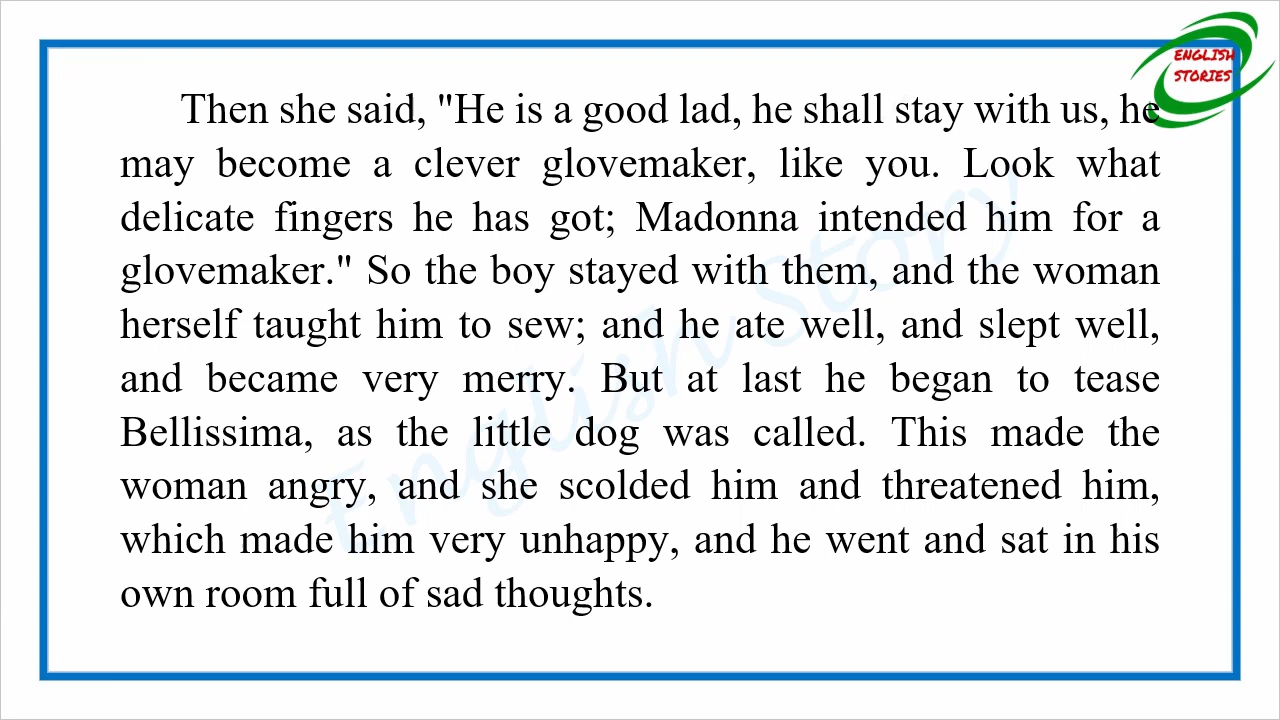 ENGLISH
STORIES
Then she said, "He is a good lad, he shall stay with us, he
may become a clever glovemaker, like you. Look what
delicate fingers he has got; Madonna intended him for a
glovemaker." So the boy stayed with them, and the woman
herself taught him to sew; and he ate well, and slept well,
and became very merry. But at last he began to tease
Bellissima, as the little dog was called. This made the
woman angry, and she scolded him and threatened him,
which made him very unhappy, and he went and sat in his
own room full of sad thoughts.
English Story